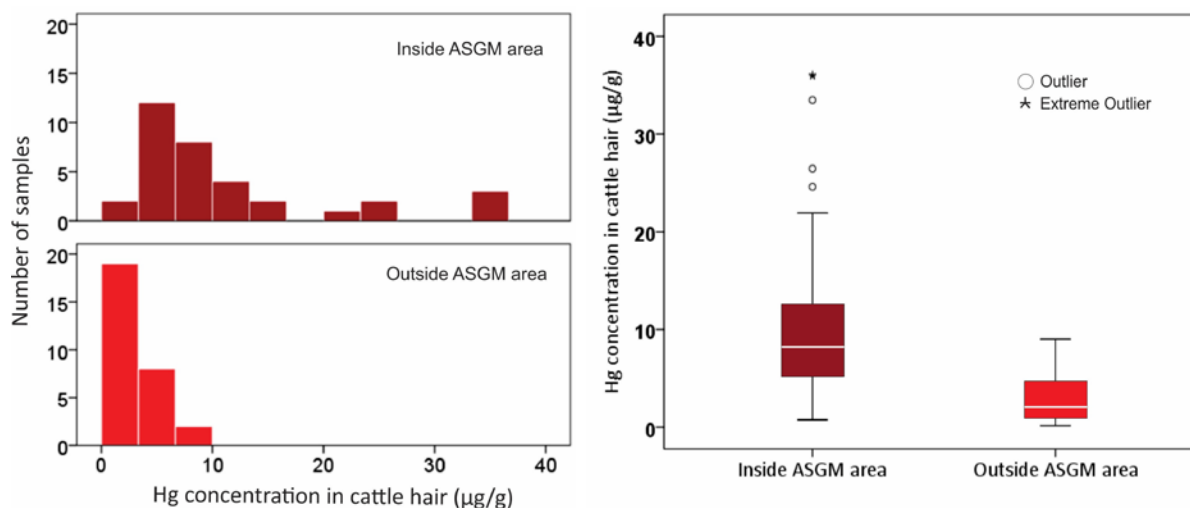 Number of samples
20
15
10
5
0
Inside ASGM area
20
15
10
5
0
Outside ASGM area
0 10 20 30 40
Hg concentration in cattle hair (µg/g)
Hg concentration in cattle hair (µg/g)
40
30
20
10
0
Outlier
Extreme Outlier
Inside ASGM area Outside ASGM area